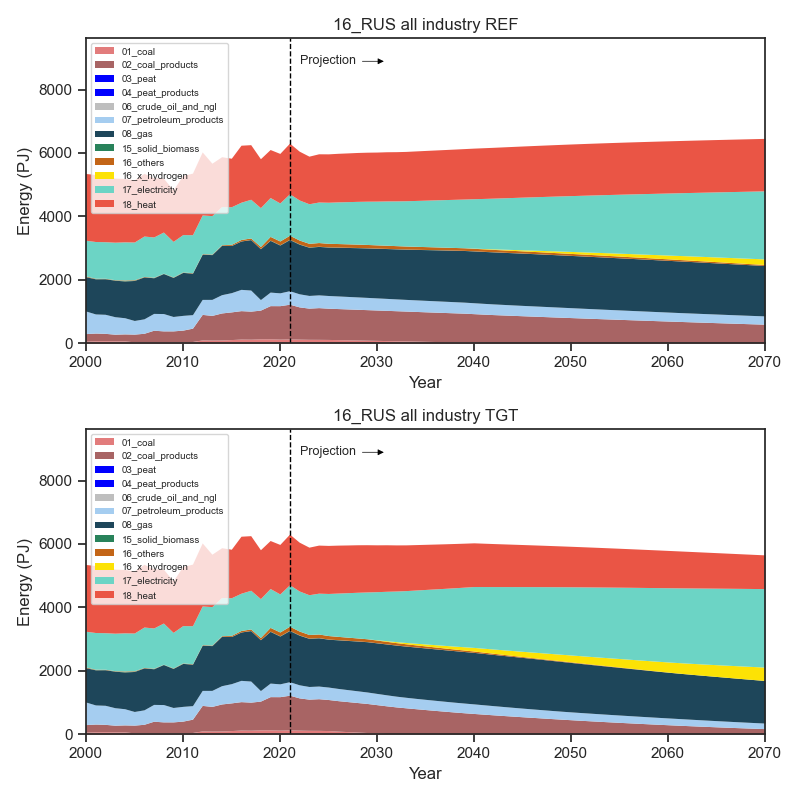 16_RUS all industry REF
Energy (PJ)
8000
6000
4000
2000
0
01_coal
02_coal_products
03_peat
04_peat_products
06_crude_oil_and_ngl
07_petroleum_products
08_gas
15_solid_biomass
16_others
16_x_hydrogen
17_electricity
18_heat
Projection
2000 2010 2020 2030 2040 2050 2060 2070
Year
16_RUS all industry TGT
Energy (PJ)
8000
6000
4000
2000
0
01_coal
02_coal_products
03_peat
04_peat_products
06_crude_oil_and_ngl
07_petroleum_products
08_gas
15_solid_biomass
16_others
16_x_hydrogen
17_electricity
18_heat
Projection
2000 2010 2020 2030 2040 2050 2060 2070
Year